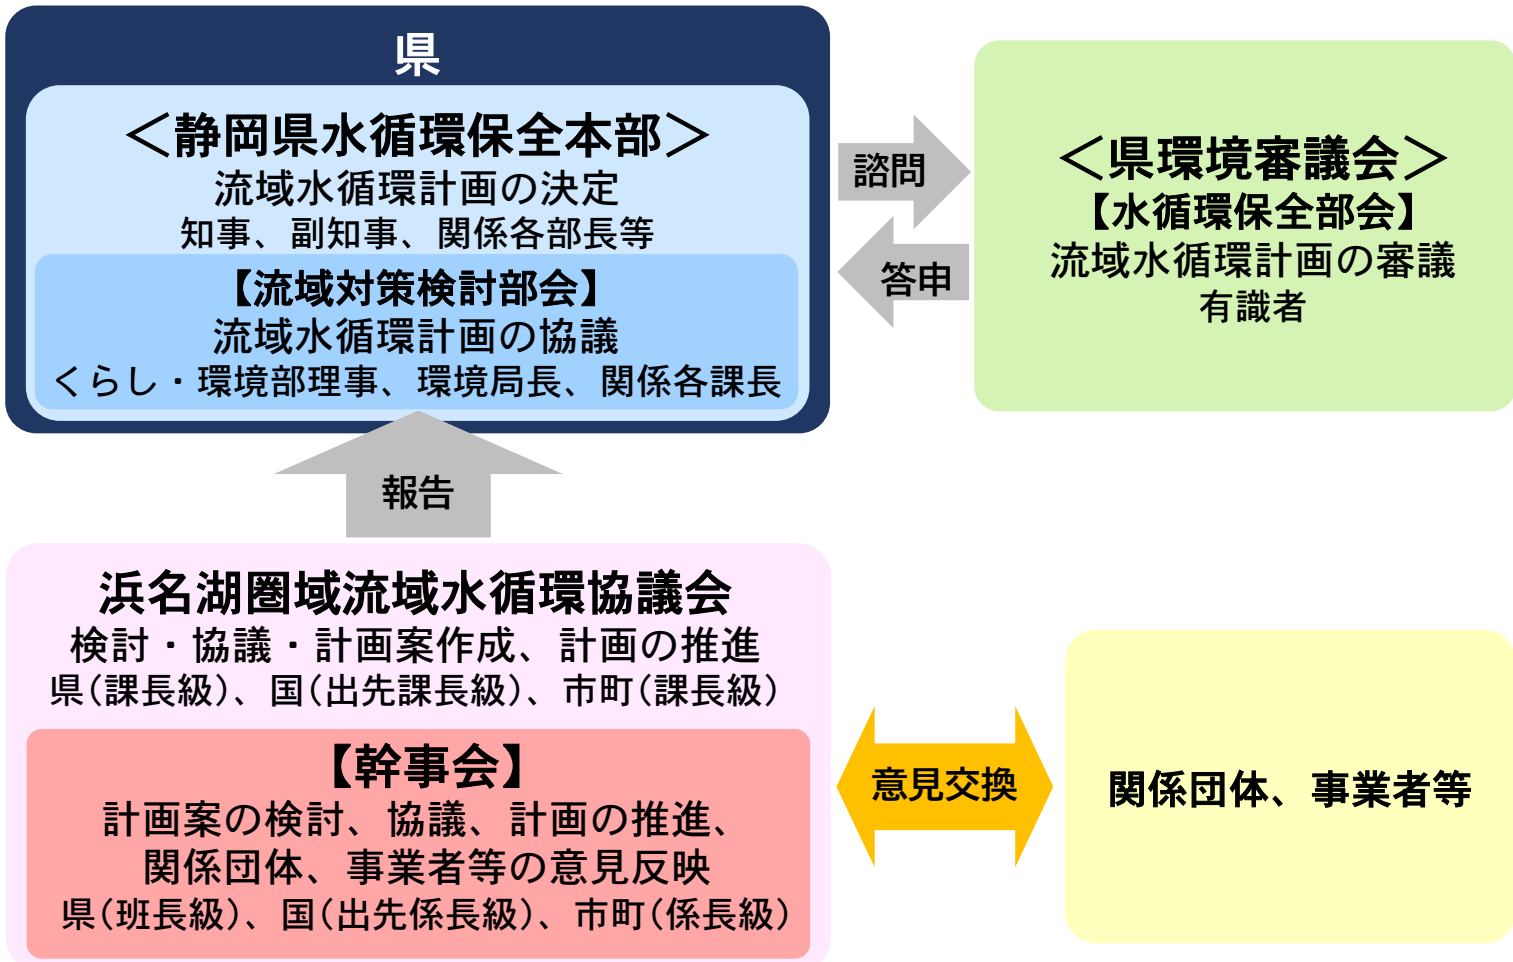 県
＜静岡県水循環保全本部＞
流域水循環計画の決定
知事、副知事、関係各部長等
【流域対策検討部会】
流域水循環計画の協議
くらし・環境部理事、環境局長、関係各課長
諮問
答申
＜県環境審議会＞
【水循環保全部会】
流域水循環計画の審議
有識者
報告
浜名湖圏域流域水循環協議会
検討・協議・計画案作成、計画の推進
県（課長級）、国（出先課長級）、市町（課長級）
【幹事会】
計画案の検討、協議、計画の推進、
関係団体、事業者等の意見反映
県（班長級）、国（出先係長級）、市町（係長級）
意見交換
関係団体、事業者等